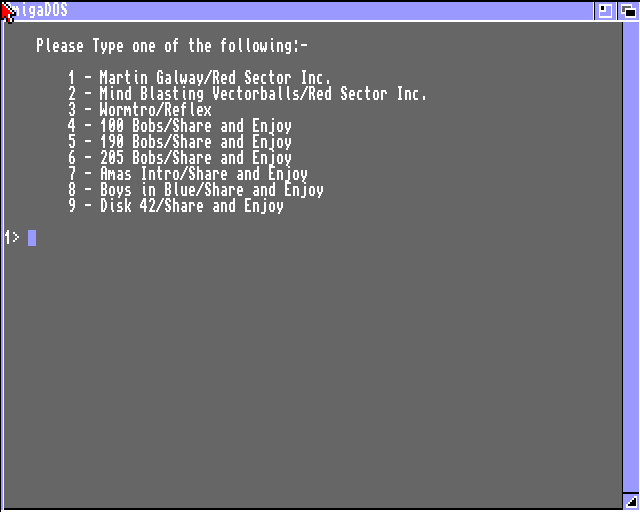 AmigaDOS
Please Type one of the following:-
1 - Martin Galway/Red Sector Inc.
2 - Mind Blasting Vectorballs/Red Sector Inc.
3 - Wormtro/Reflex
4 - 100 Bobs/Share and Enjoy
5 - 190 Bobs/Share and Enjoy
6 - 205 Bobs/Share and Enjoy
7 - Amas Intro/Share and Enjoy
8 - Boys in Blue/Share and Enjoy
9 - Disk 42/Share and Enjoy
1>